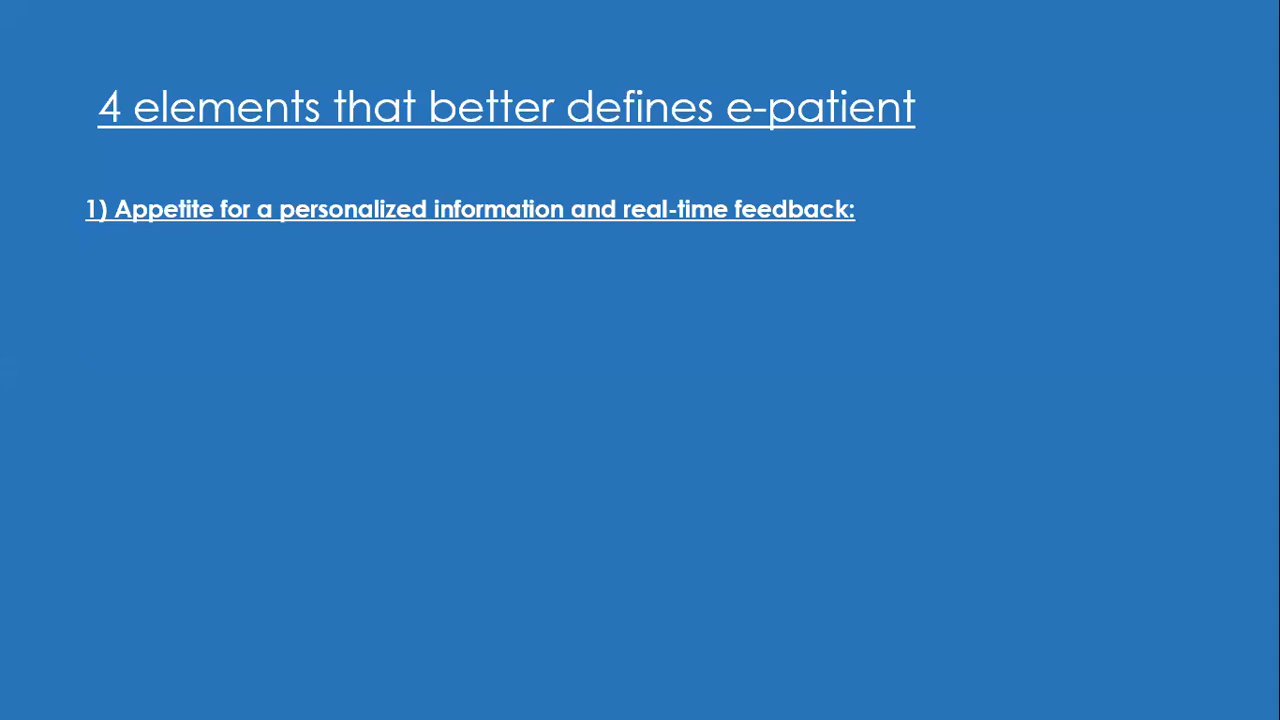 4 elements that better defines e-patient
1) Appetite for a personalized information and real-time feedback: